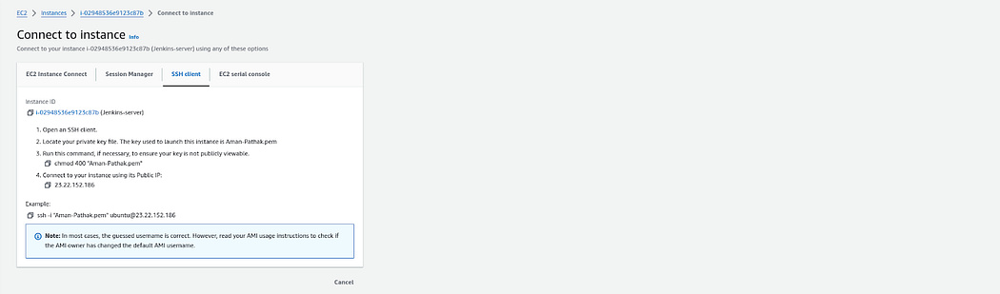 EC2 > Instances > i-02948536e9123c87b > Connect to instance
Connect to instance Info
Connect to your instance i-02948536e9123c87b (Jenkins-server) using any of these options
EC2 Instance Connect Session Manager SSH client EC2 serial console
Instance ID
i-02948536e9123c87b (Jenkins-server)
1. Open an SSH client.
2. Locate your private key file. The key used to launch this instance is Aman-Pathak.pem
3. Run this command, if necessary, to ensure your key is not publicly viewable.
chmod 400 "Aman-Pathak.pem"
4. Connect to your instance using its Public IP:
23.22.152.186
Example:
ssh -i "Aman-Pathak.pem" ubuntu@23.22.152.186
Note: In most cases, the guessed username is correct. However, read your AMI usage instructions to check if
the AMI owner has changed the default AMI username.
Cancel